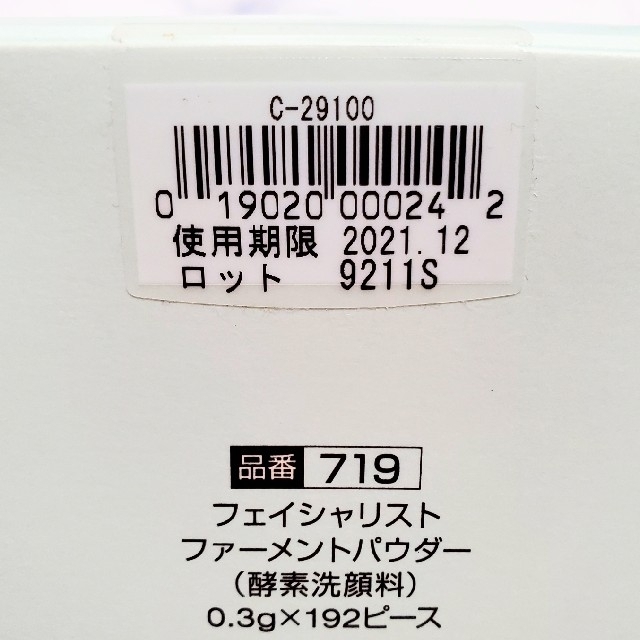 C-29100
0 19020 00024 2
使用期限 2021.12
ロット 9211S
品番 719
フェイシャリスト
ファーメントパウダー
（酵素洗顔料）
0.3g×192ピース